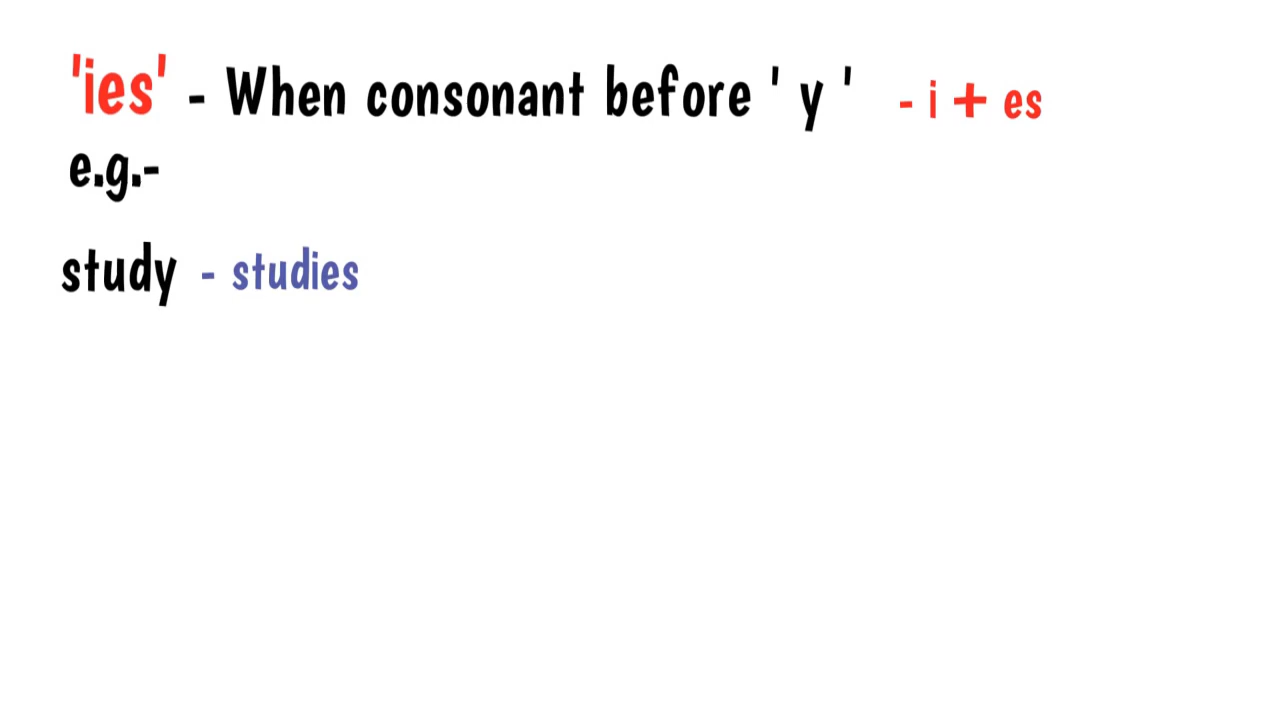 'ies' - When consonant before ' y ' - i + es
e.g.-
study - studies